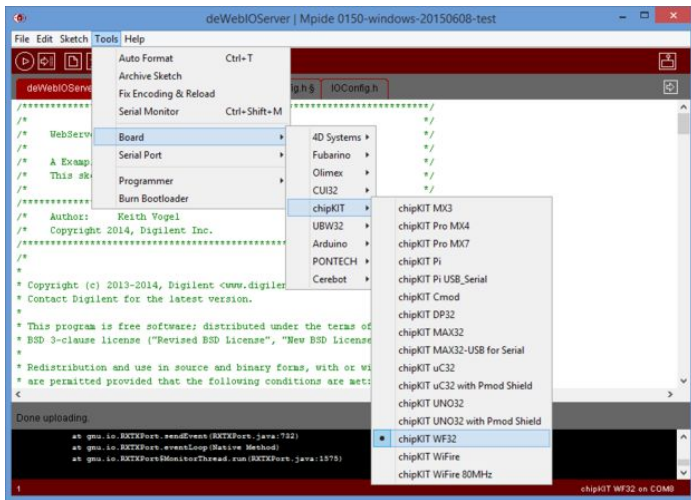 deWebIOServer | Mpide 0150-windows-20150608-test
File Edit Sketch Tools Help
Auto Format Ctrl+T
Archive Sketch
Fix Encoding & Reload
Serial Monitor Ctrl+Shift+M
Board
Serial Port
Programmer
Burn Bootloader
4D Systems
Fubarino
Olimex
CUI32
chipKIT
UBW32
Arduino
PONTECH
Cerebot
chipKIT MX3
chipKIT Pro MX4
chipKIT Pro MX7
chipKIT Pi
chipKIT Pi USB_Serial
chipKIT Cmod
chipKIT DP32
chipKIT MAX32
chipKIT MAX32-USB for Serial
chipKIT uC32
chipKIT uC32 with Pmod Shield
chipKIT UNO32
chipKIT UNO32 with Pmod Shield
chipKIT WF32
chipKIT WiFire
chipKIT WiFire 80MHz
deWebIOServe ig.h § IOConfig.h
/* WebServe */
/* A Examp */
/* This ske */
/* Author: Keith Vogel
/* Copyright 2014, Digilent Inc.
/*
*
* Copyright (c) 2013-2014, Digilent <www.digiler
* Contact Digilent for the latest version.
*
* This program is free software; distributed under the terms of
* BSD 3-clause license ("Revised BSD License", "New BSD License
*
* Redistribution and use in source and binary forms, with or wi
* are permitted provided that the following conditions are met:
Done uploading.
at gnu.io.RXTXPort.sendEvent(RXTXPort.java:732)
at gnu.io.RXTXPort.eventLoop(Native Method)
at gnu.io.RXTXPort$MonitorThread.run(RXTXPort.java:1575)
1 chipKIT WF32 on COM8